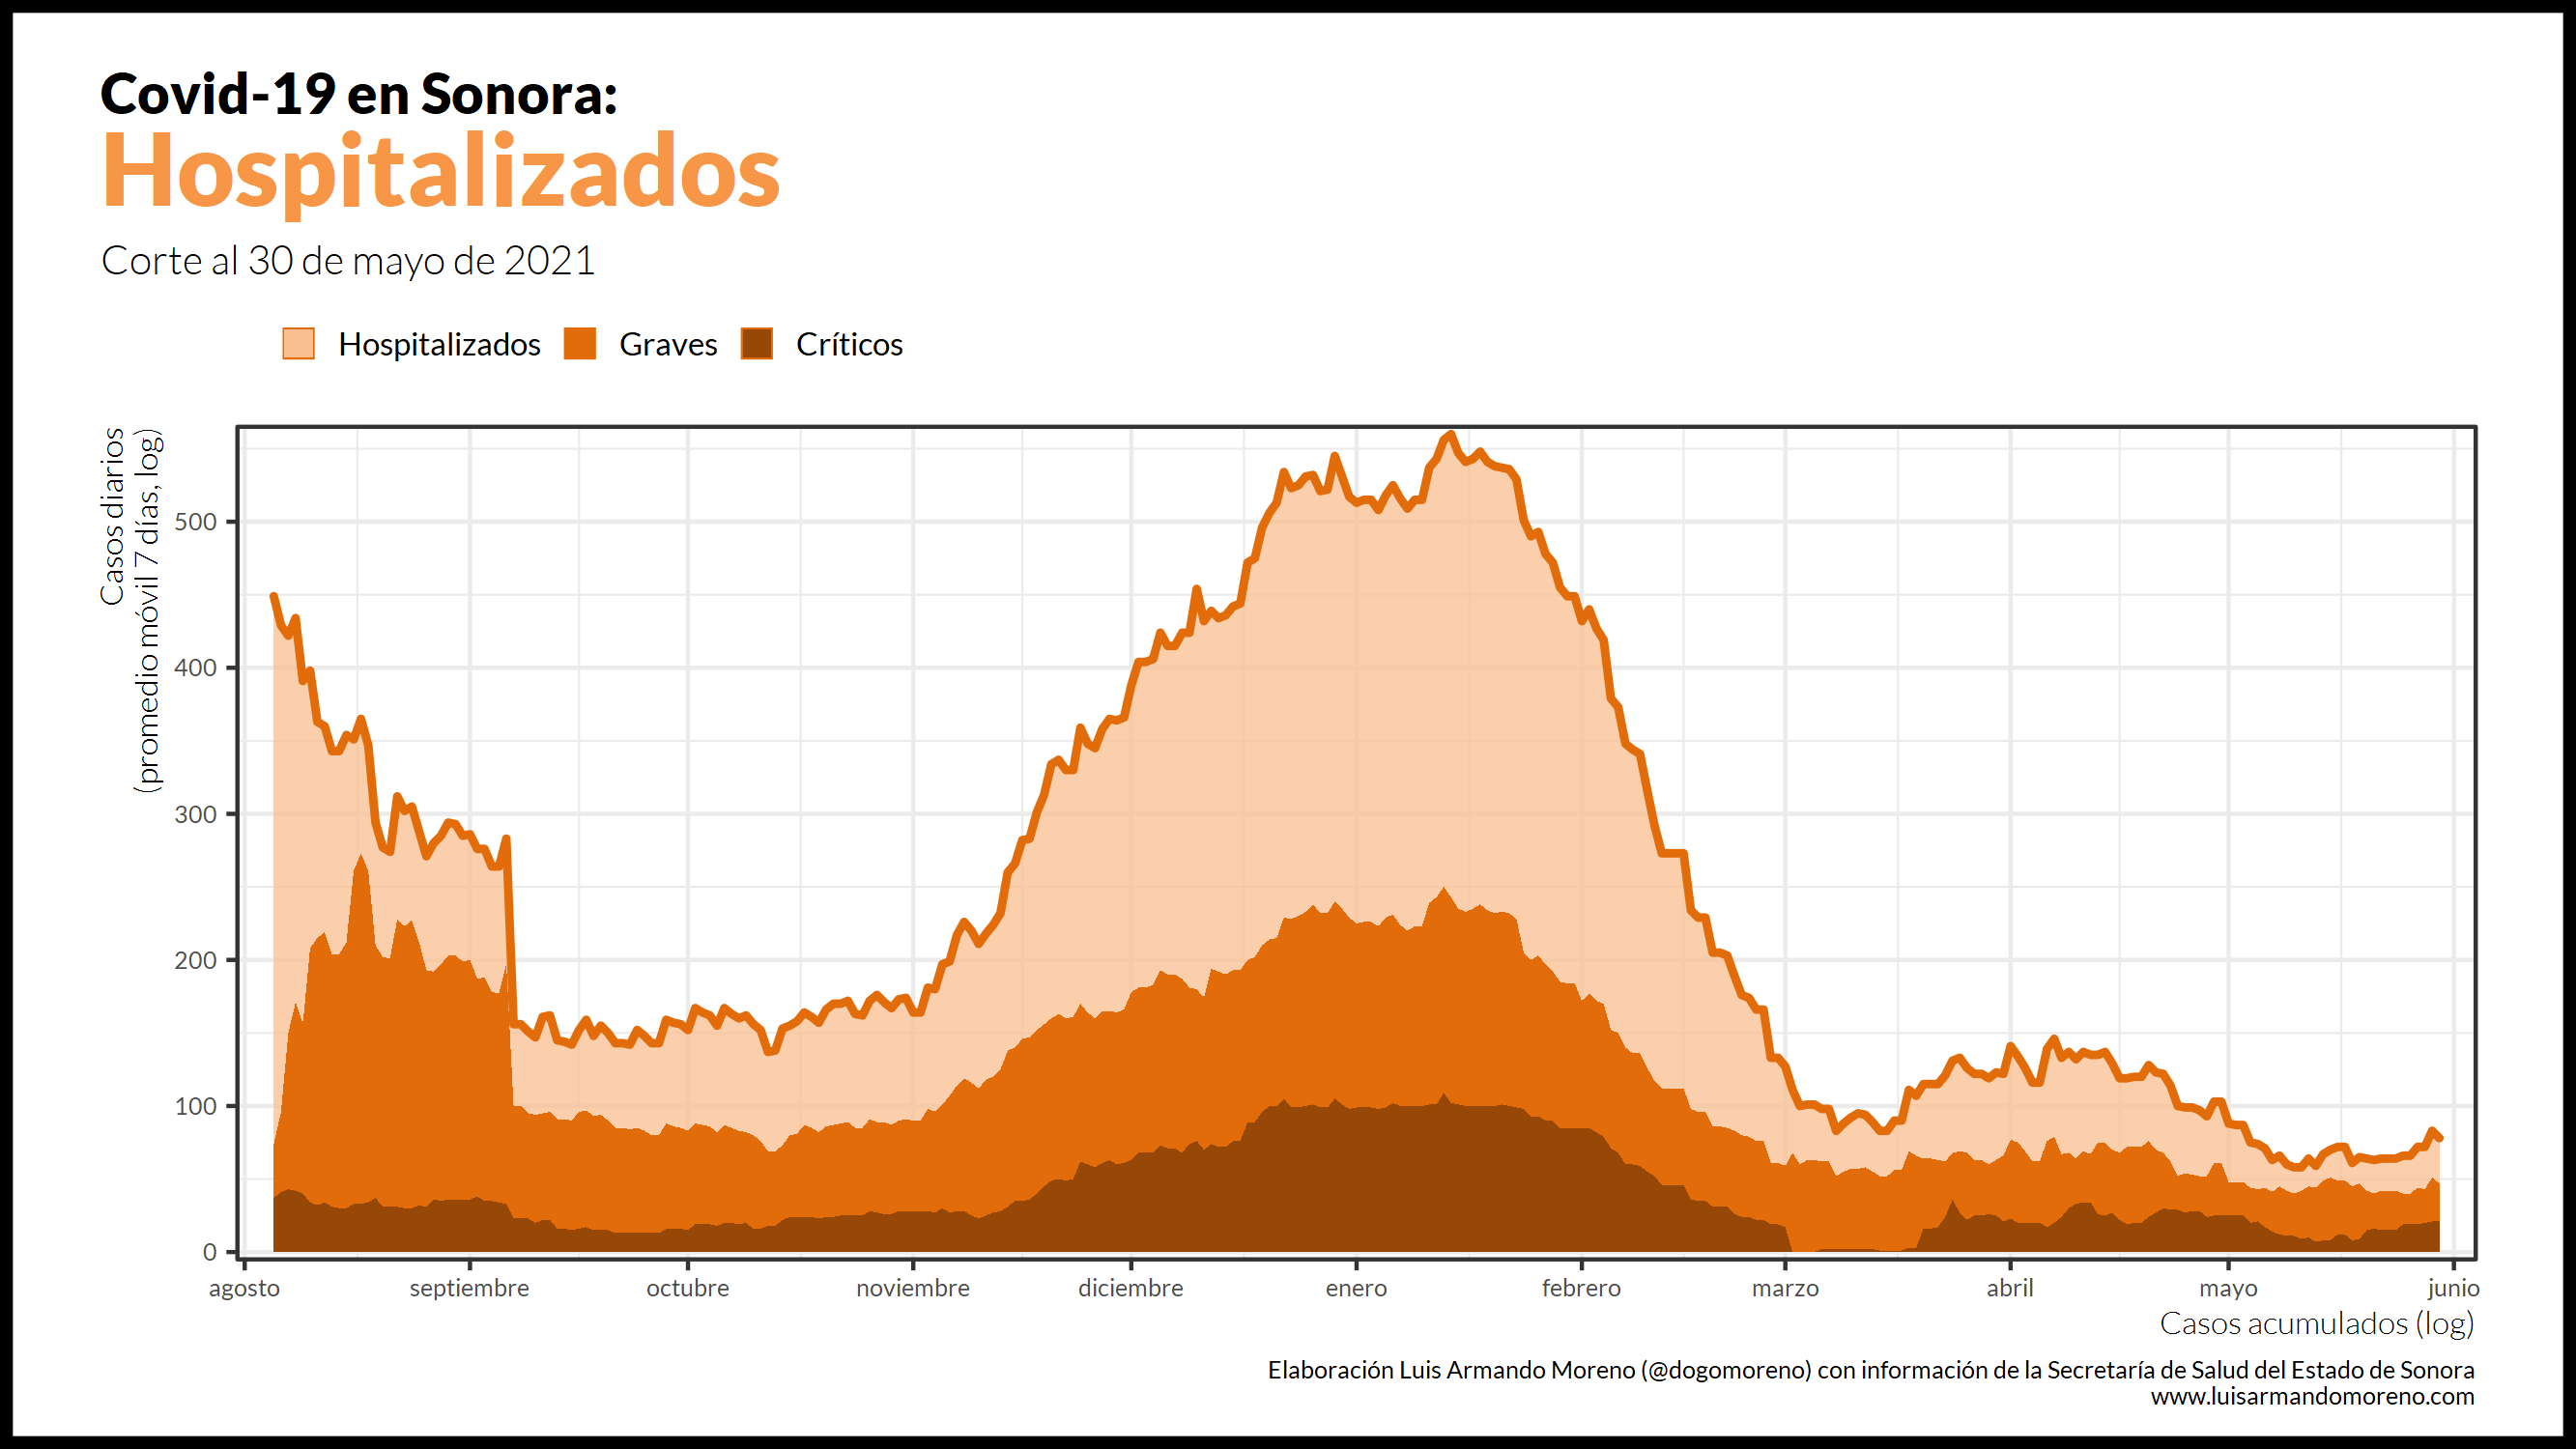 Covid-19 en Sonora:
Hospitalizados
Corte al 30 de mayo de 2021
Hospitalizados Graves Críticos
Casos diarios
(promedio móvil 7 días, log)
500
400
300
200
100
0
agosto septiembre octubre noviembre diciembre enero febrero marzo abril mayo junio
Casos acumulados (log)
Elaboración Luis Armando Moreno (@dogomoreno) con información de la Secretaría de Salud del Estado de Sonora
www.luisarmandomoreno.com